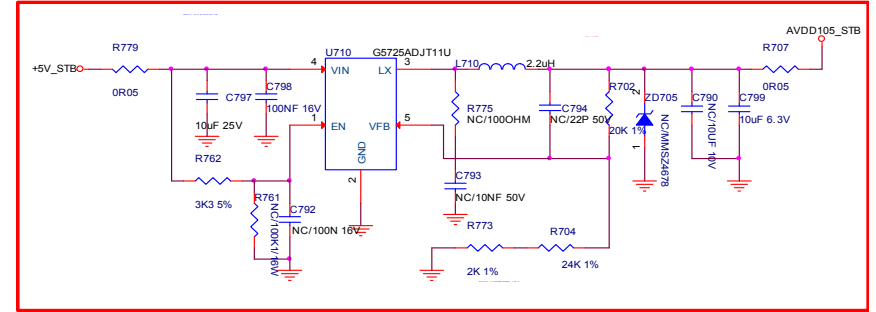 AVDD105_STB
R779
U710
G5725ADJT11U
R707
+5V_STB
4
VIN
LX
3
L710
2.2uH
0R05
C797
C798
100NF 16V
10uF 25V
R775
NC/100OHM
C794
NC/22P 50V
R702
20K 1%
2
ZD705
1
NC/MMSZ4678
C790
NC/10UF 10V
C799
10uF 6.3V
0R05
1
EN
VFB
5
GND
2
R762
3K3 5%
R761
NC/100K1/16W
C792
NC/100N 16V
C793
NC/10NF 50V
R773
2K 1%
R704
24K 1%